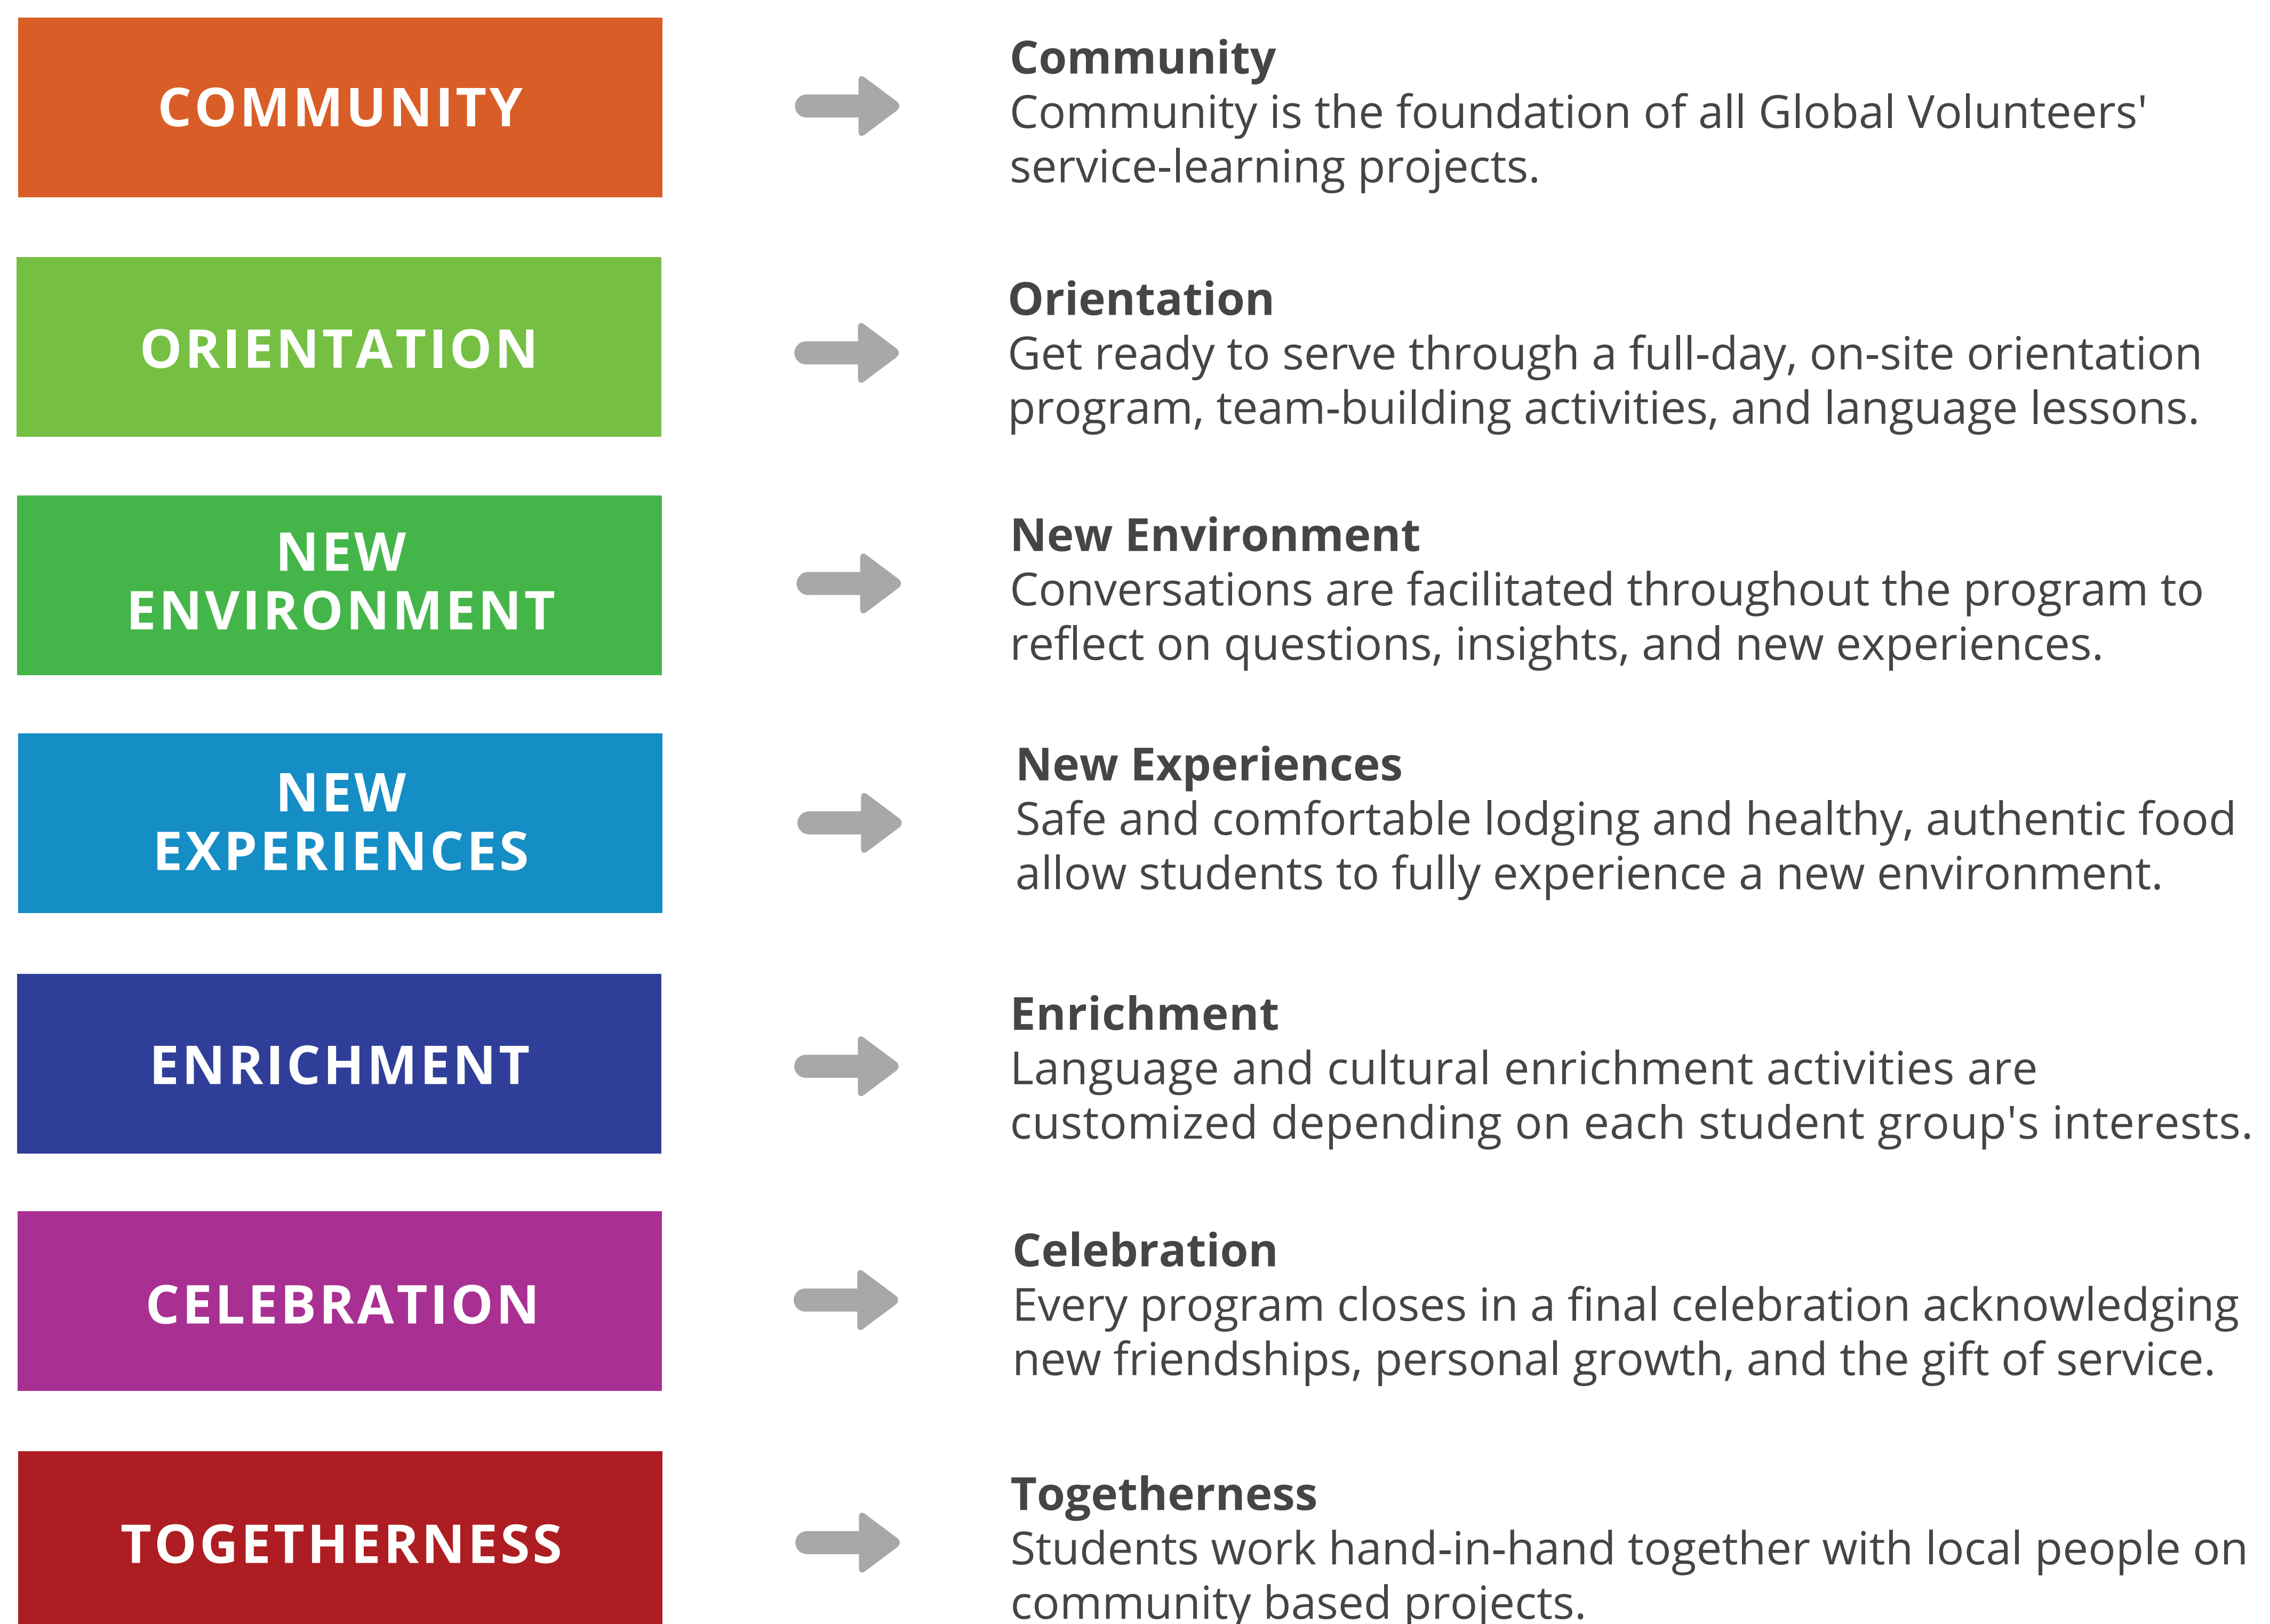 COMMUNITY
Community
Community is the foundation of all Global Volunteers'
service-learning projects.
ORIENTATION
Orientation
Get ready to serve through a full-day, on-site orientation
program, team-building activities, and language lessons.
NEW
ENVIRONMENT
New Environment
Conversations are facilitated throughout the program to
reflect on questions, insights, and new experiences.
NEW
EXPERIENCES
New Experiences
Safe and comfortable lodging and healthy, authentic food
allow students to fully experience a new environment.
ENRICHMENT
Enrichment
Language and cultural enrichment activities are
customized depending on each student group's interests.
CELEBRATION
Celebration
Every program closes in a final celebration acknowledging
new friendships, personal growth, and the gift of service.
TOGETHERNESS
Togetherness
Students work hand-in-hand together with local people on
community based projects.